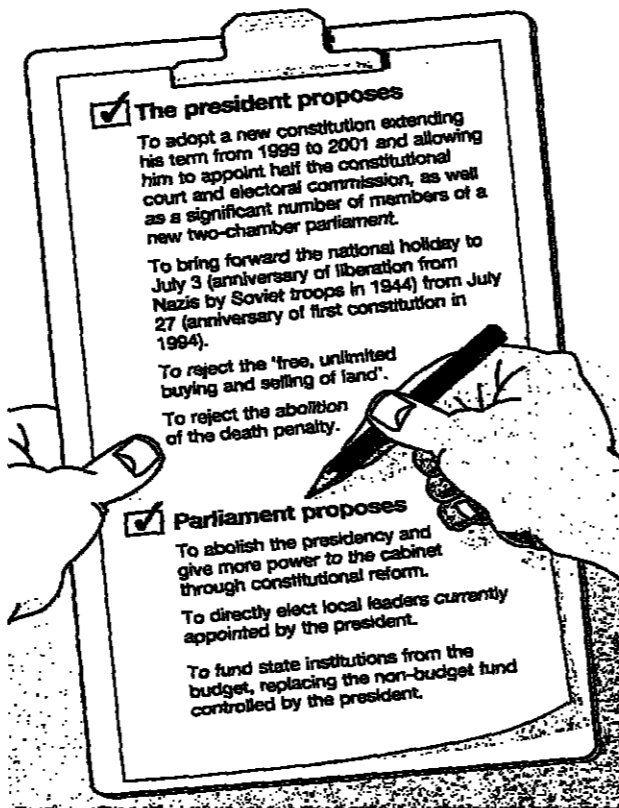 The president proposes
To adopt a new constitution extending
his term from 1999 to 2001 and allowing
him to appoint half the constitutional
court and electoral commission, as well
as a significant number of members of a
new two-chamber parliament.
To bring forward the national holiday to
July 3 (anniversary of liberation from
Nazis by Soviet troops in 1944) from July
27 (anniversary of first constitution in
1994).
To reject the 'free, unlimited
buying and selling of land'.
To reject the abolition
of the death penalty.
Parliament proposes
To abolish the presidency and
give more power to the cabinet
through constitutional reform.
To directly elect local leaders currently
appointed by the president.
To fund state institutions from the
budget, replacing the non-budget fund
controlled by the president.